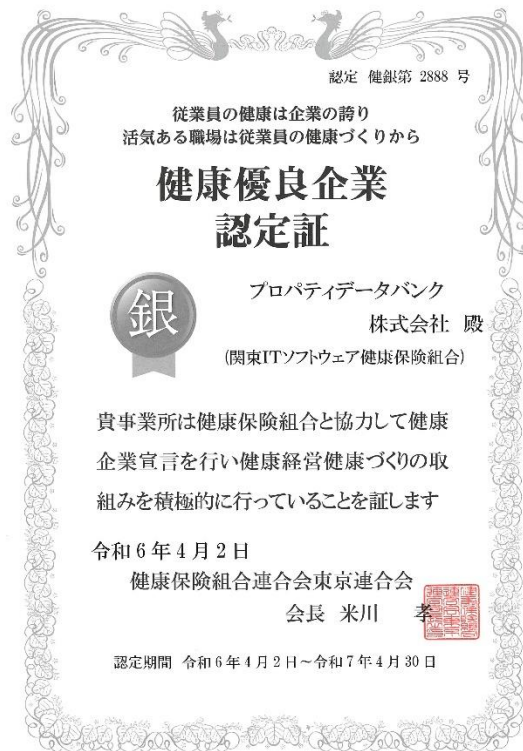 認定 健銀第 2888 号
従業員の健康は企業の誇り
活気ある職場は従業員の健康づくりから
健康優良企業
認定証
銀
プロパティデータバンク
株式会社 殿
(関東ITソフトウェア健康保険組合)
貴事業所は健康保険組合と協力して健康
企業宣言を行い健康経営健康づくりの取
組みを積極的に行っていることを証します
令和6年4月2日
健康保険組合連合会東京連合会
会長 米川 孝
認定期間 令和6年4月2日～令和7年4月30日